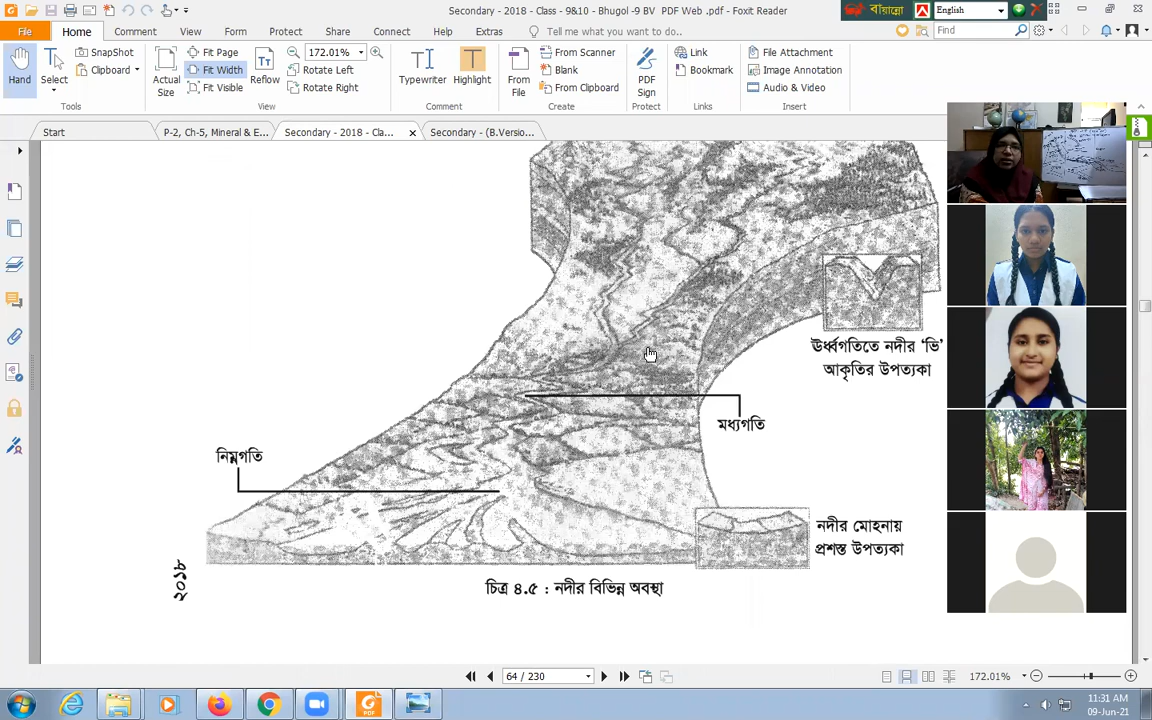 Secondary - 2018 - Class - 9&10 - Bhugol -9 BV PDF Web .pdf - Foxit Reader
বায়ান্নো
English
File Home Comment View Form Protect Share Connect Help Extras Tell me what you want to do... Find
Hand
Select
SnapShot
Clipboard
Actual Size
Fit Page
Fit Width
Fit Visible
Reflow
172.01%
Rotate Left
Rotate Right
Typewriter
Highlight
From File
From Scanner
Blank
From Clipboard
PDF Sign
Link
Bookmark
File Attachment
Image Annotation
Audio & Video
Tools View Comment Create Protect Links Insert
Start P-2, Ch-5, Mineral & E... Secondary - 2018 - Cla... Secondary - (B.Versio...
ঊর্ধ্বগতিতে নদীর ‘ভি’
আকৃতির উপত্যকা
মধ্যগতি
নিম্নগতি
নদীর মোহনায়
প্রশস্ত উপত্যকা
২০১৮
চিত্র ৪.৫ : নদীর বিভিন্ন অবস্থা
64 / 230
172.01%
PDF
11:31 AM
09-Jun-21